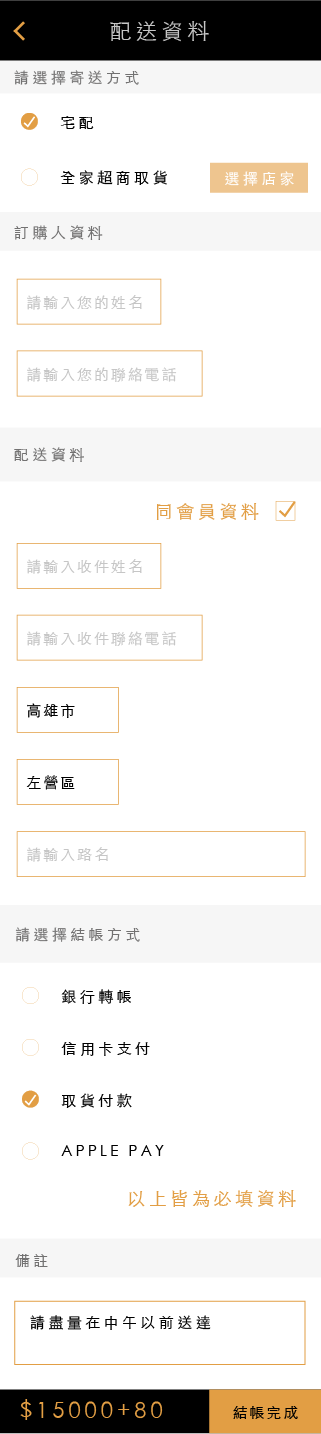 配送資料
請選擇寄送方式
宅配
全家超商取貨 選擇店家
訂購人資料
請輸入您的姓名
請輸入您的聯絡電話
配送資料
同會員資料
請輸入收件姓名
請輸入收件聯絡電話
高雄市
左營區
請輸入路名
請選擇結帳方式
銀行轉帳
信用卡支付
取貨付款
APPLE PAY
以上皆為必填資料
備註
請盡量在中午以前送達
$15000+80 結帳完成